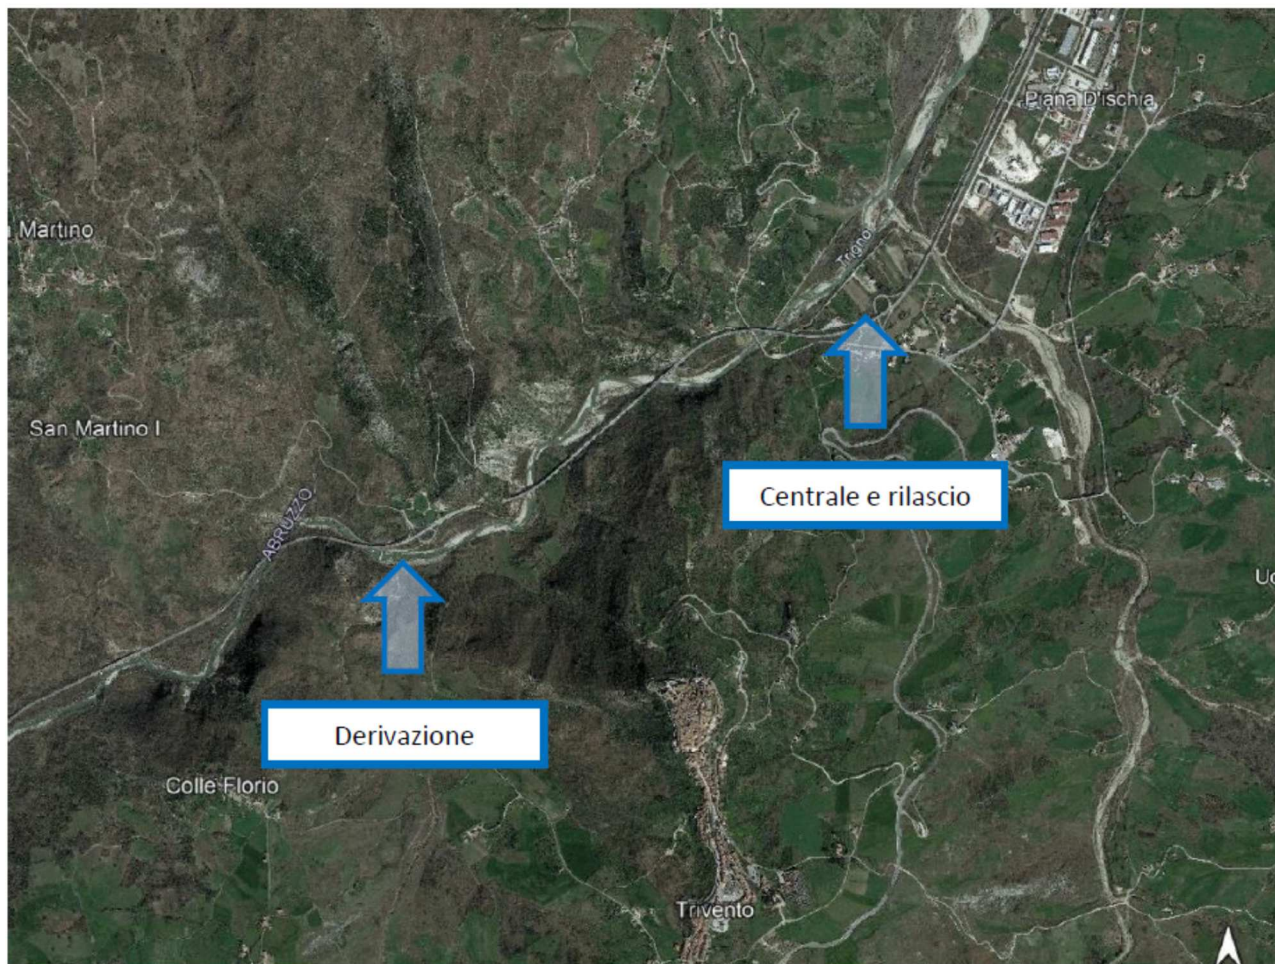 Piana D'ischia
Martino
Trigno
San Martino I
Centrale e rilascio
ABRUZZO
Derivazione
Colle Florio
Trivento